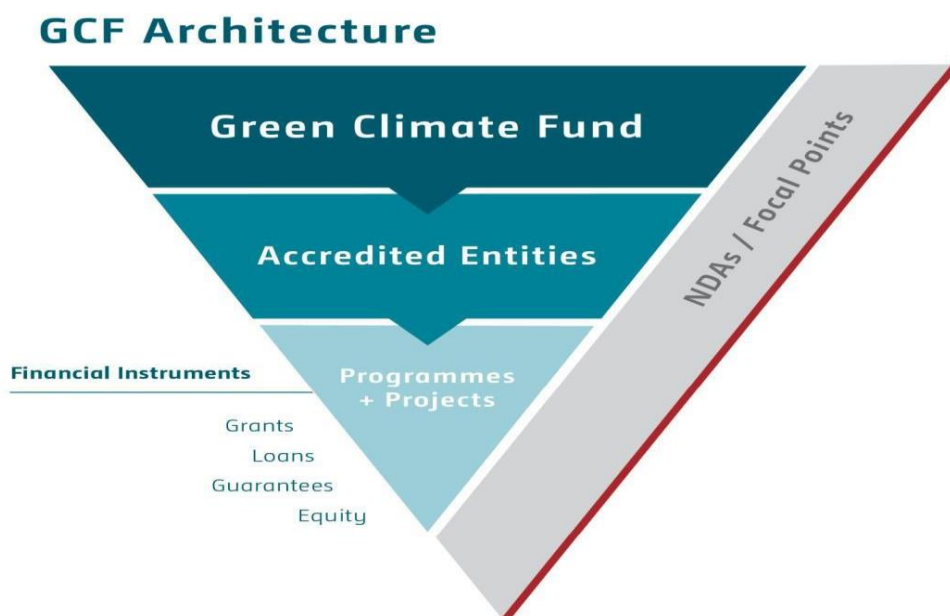 GCF Architecture
Green Climate Fund
NDAs / Focal Points
Accredited Entities
Financial Instruments
Programmes
+ Projects
Grants
Loans
Guarantees
Equity